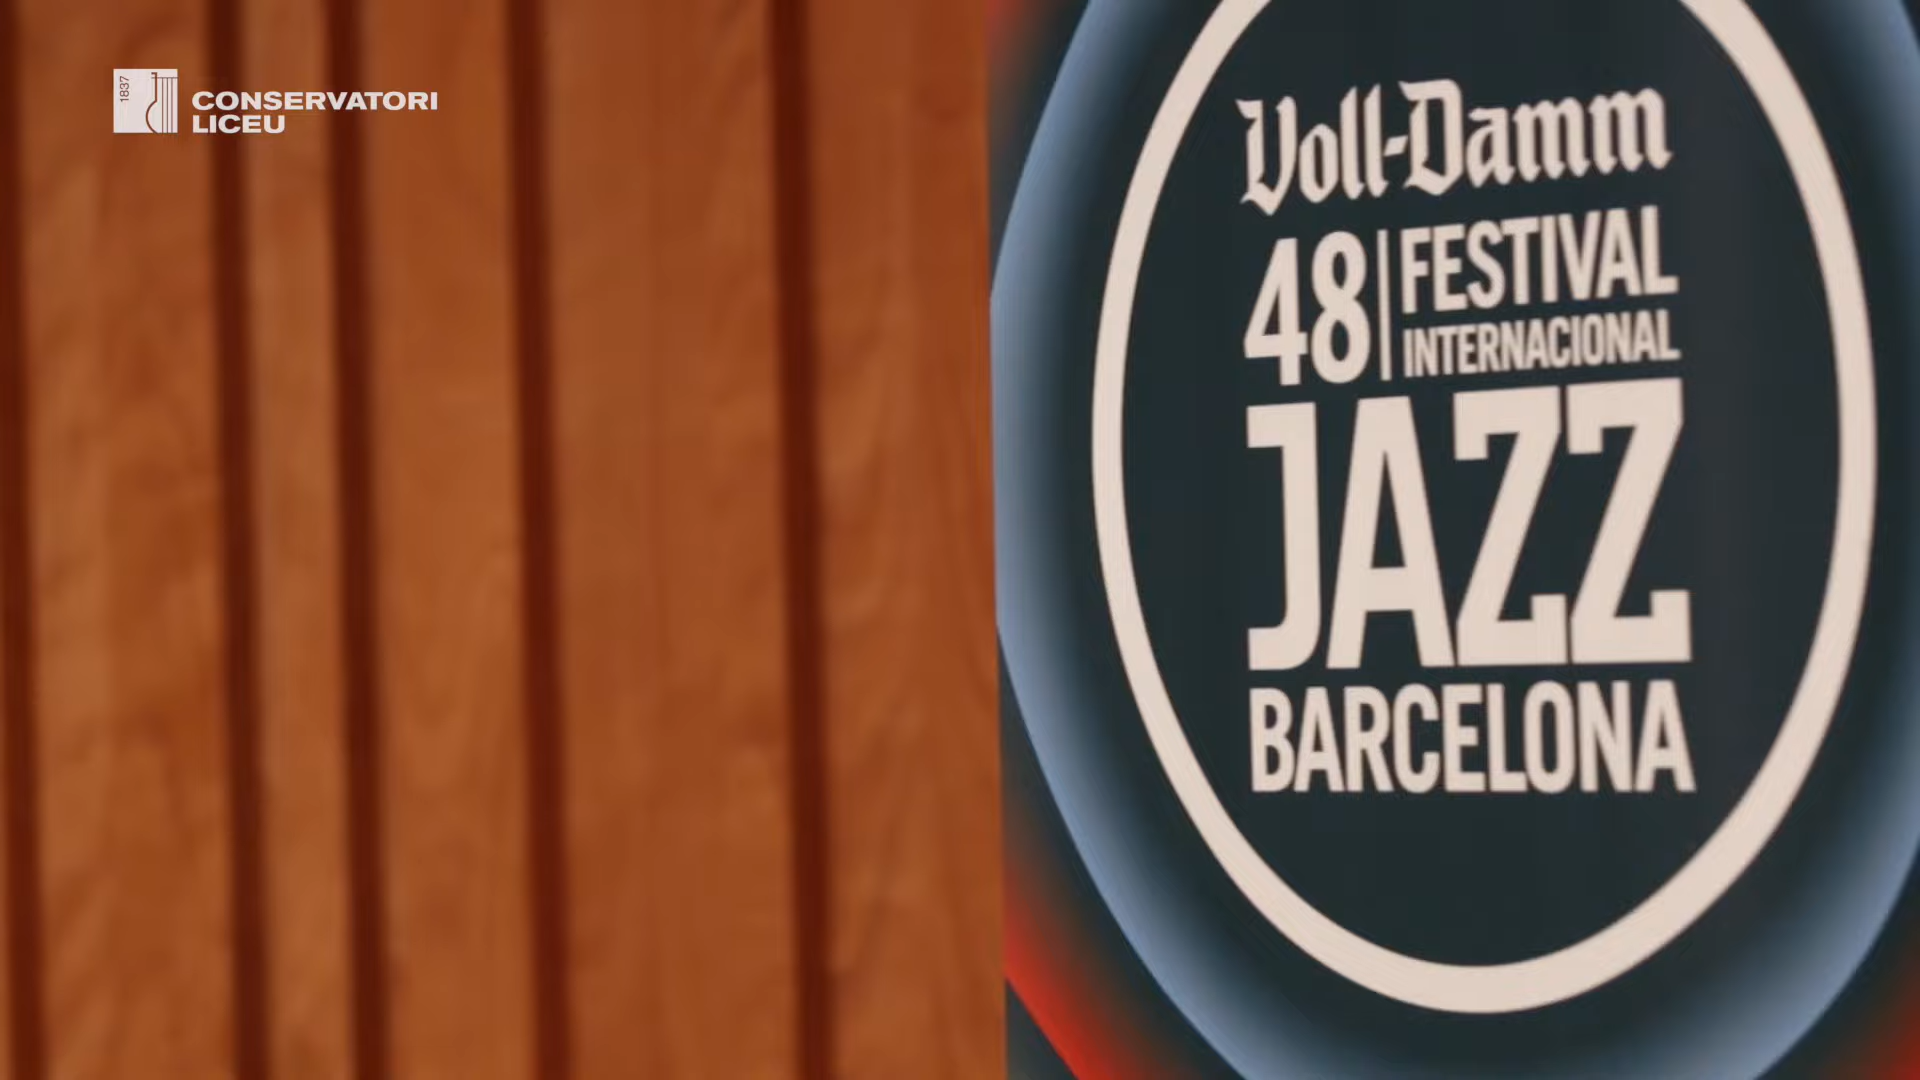 1837
CONSERVATORI
LICEU
Voll-Damm
48 FESTIVAL
INTERNACIONAL
JAZZ
BARCELONA